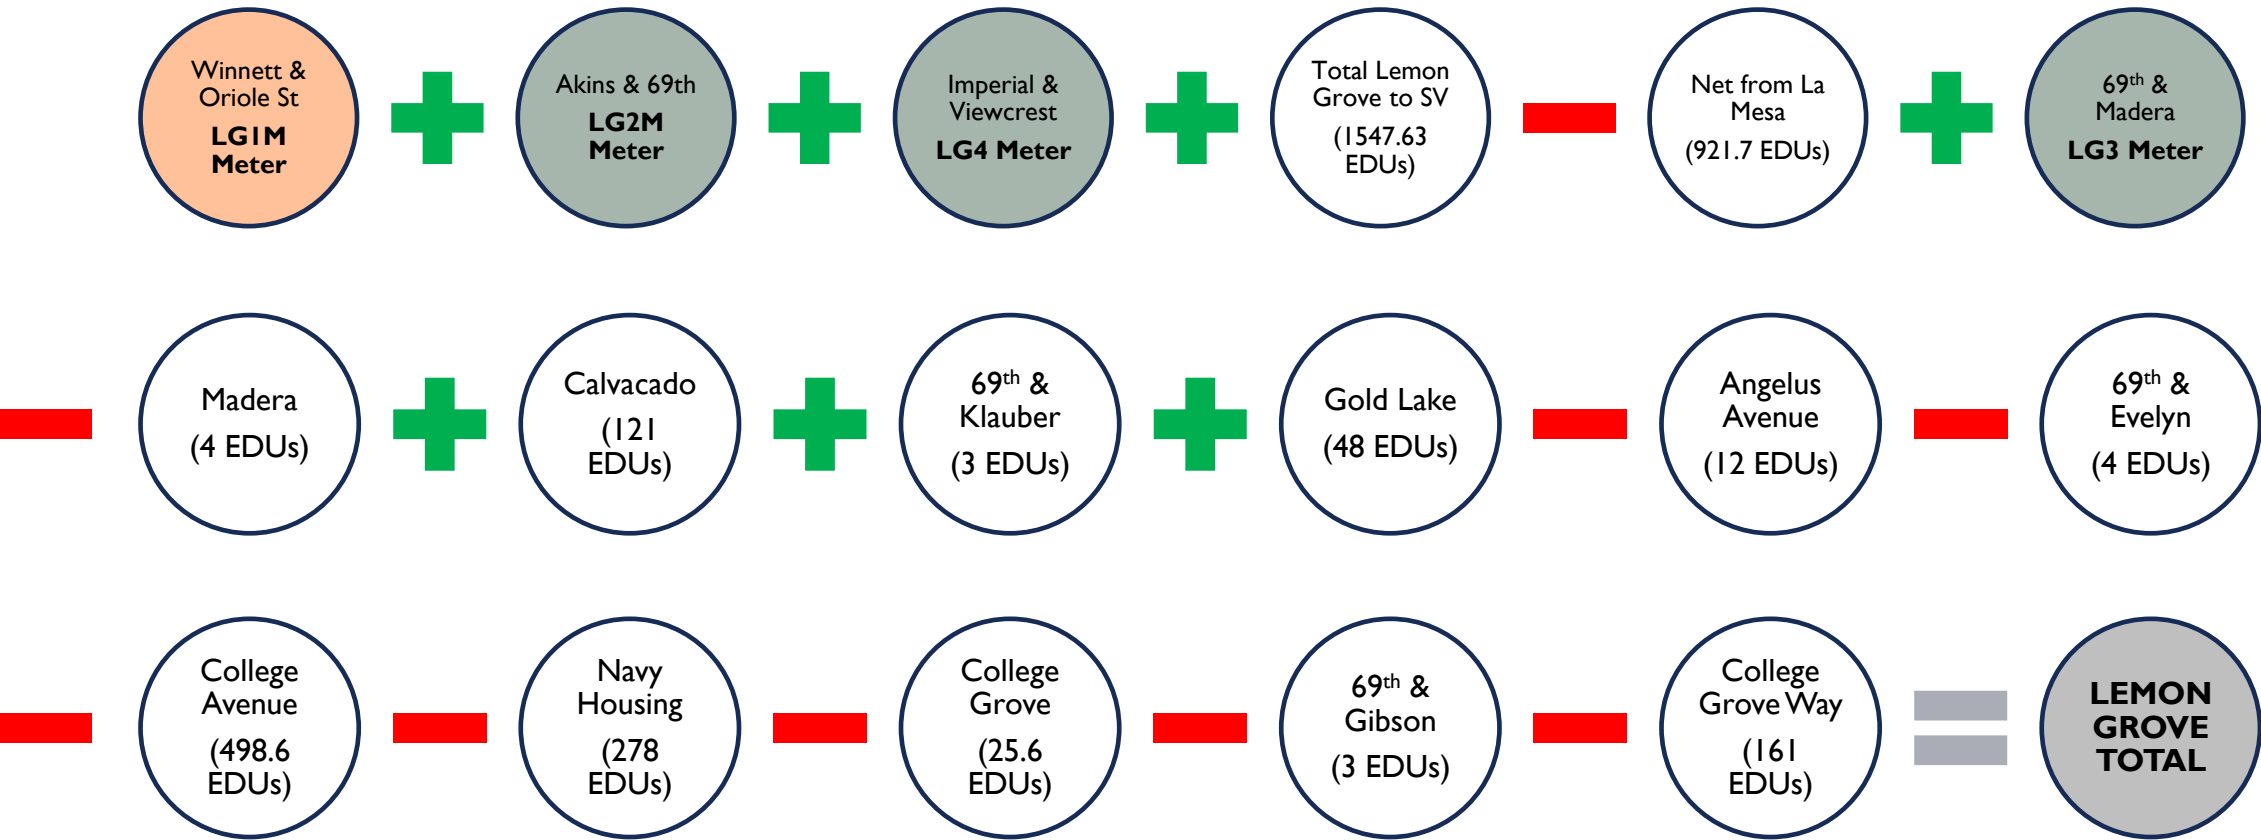 Winnett &
Oriole St
LG1M
Meter
Akins & 69th
LG2M
Meter
Imperial &
Viewcrest
LG4 Meter
Total Lemon
Grove to SV
(1547.63
EDUs)
Net from La
Mesa
(921.7 EDUs)
69th &
Madera
LG3 Meter
Madera
(4 EDUs)
Calvacado
(121
EDUs)
69th &
Klauber
(3 EDUs)
Gold Lake
(48 EDUs)
Angelus
Avenue
(12 EDUs)
69th &
Evelyn
(4 EDUs)
College
Avenue
(498.6
EDUs)
Navy
Housing
(278
EDUs)
College
Grove
(25.6
EDUs)
69th &
Gibson
(3 EDUs)
College
Grove Way
(161
EDUs)
LEMON
GROVE
TOTAL